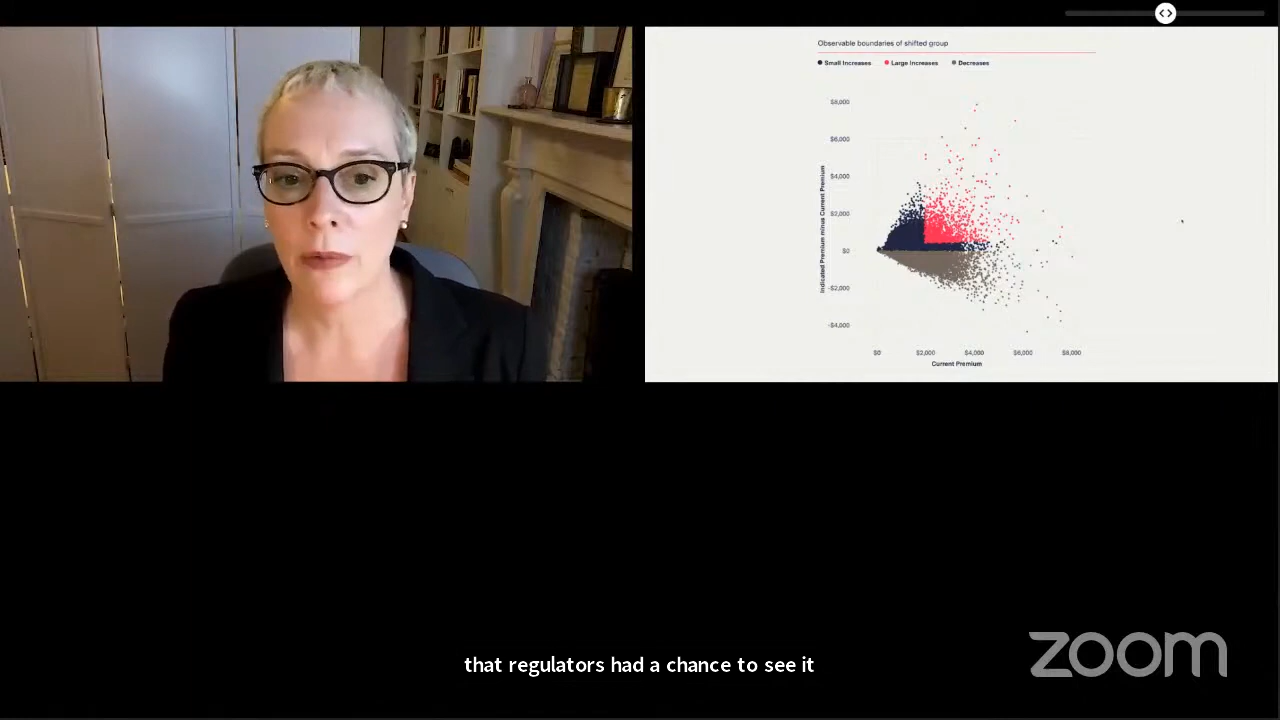 Observable boundaries of shifted group
Small Increases Large Increases Decreases
$8,000
$6,000
$4,000
$2,000
$0
-$2,000
-$4,000
Indicated Premium minus Current Premium
$0 $2,000 $4,000 $6,000 $8,000
Current Premium
that regulators had a chance to see it
zoom